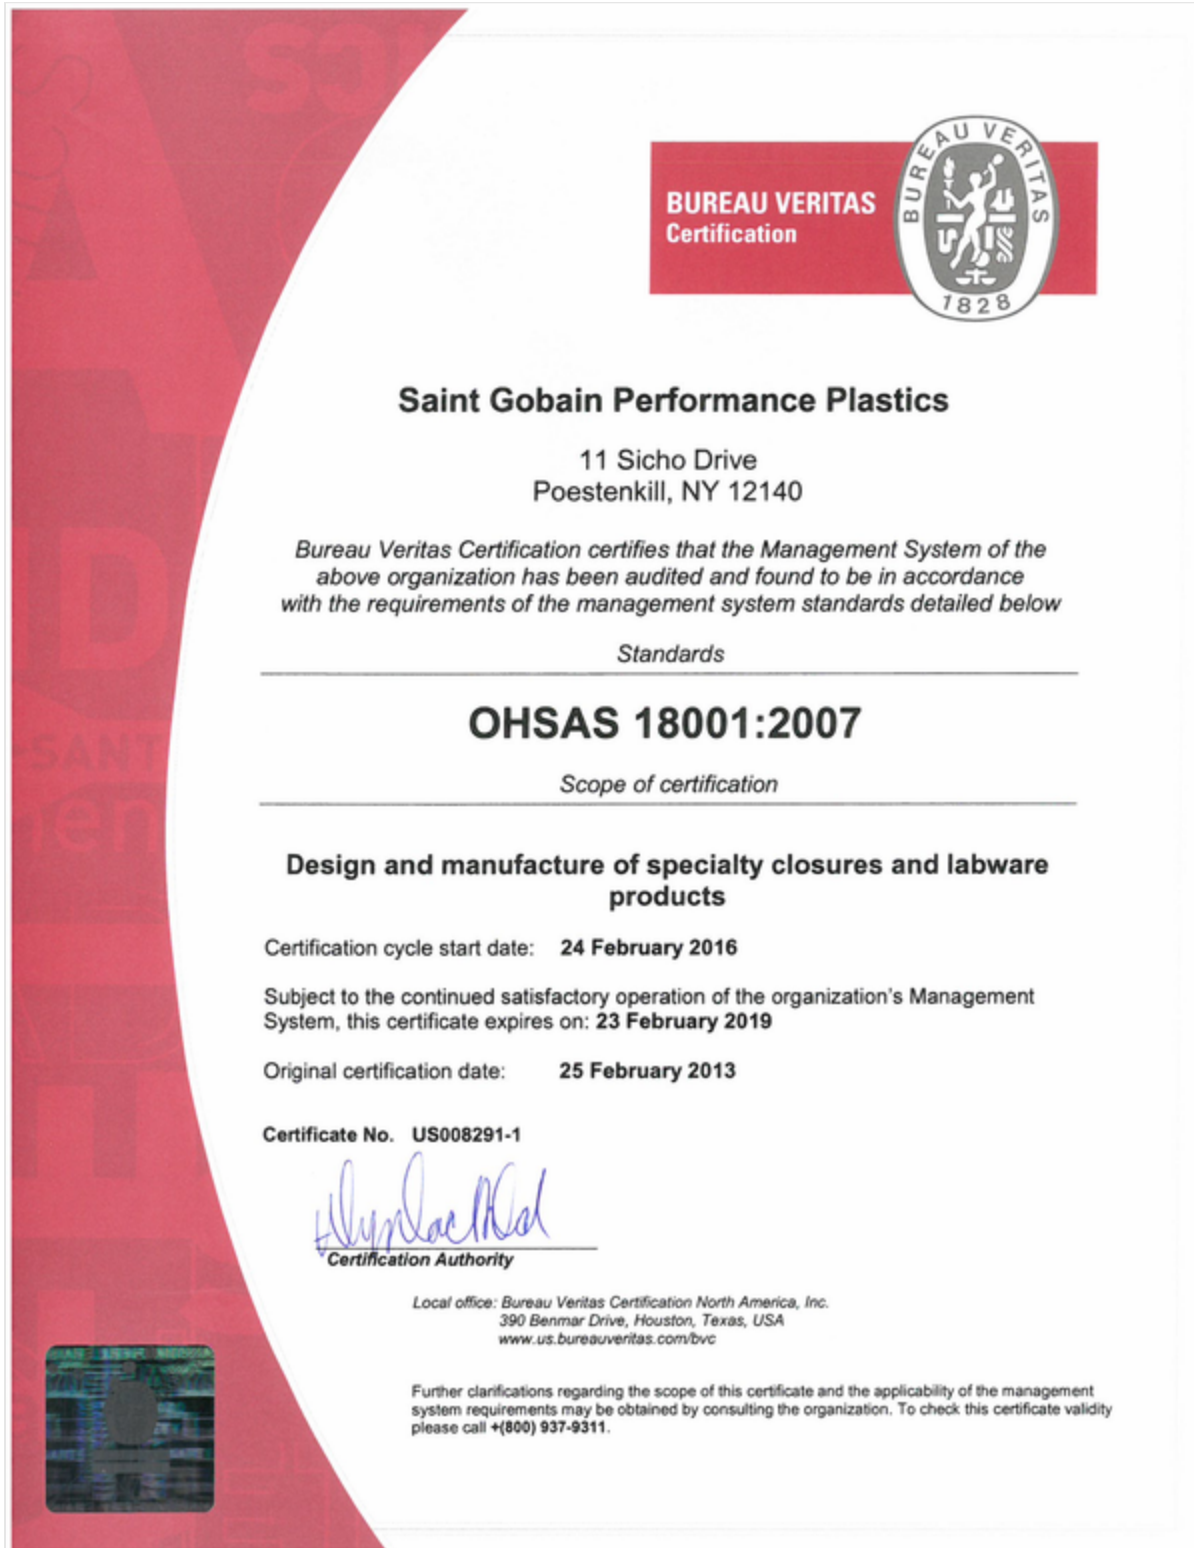 BUREAU VERITAS
Certification
BUREAU VERITAS
1828
Saint Gobain Performance Plastics
11 Sicho Drive
Poestenkill, NY 12140
Bureau Veritas Certification certifies that the Management System of the
above organization has been audited and found to be in accordance
with the requirements of the management system standards detailed below
Standards
OHSAS 18001:2007
Scope of certification
Design and manufacture of specialty closures and labware
products
Certification cycle start date: 24 February 2016
Subject to the continued satisfactory operation of the organization's Management
System, this certificate expires on: 23 February 2019
Original certification date: 25 February 2013
Certificate No. US008291-1
Certification Authority
Local office: Bureau Veritas Certification North America, Inc.
390 Benmar Drive, Houston, Texas, USA
www.us.bureauveritas.com/bvc
Further clarifications regarding the scope of this certificate and the applicability of the management
system requirements may be obtained by consulting the organization. To check this certificate validity
please call +(800) 937-9311.